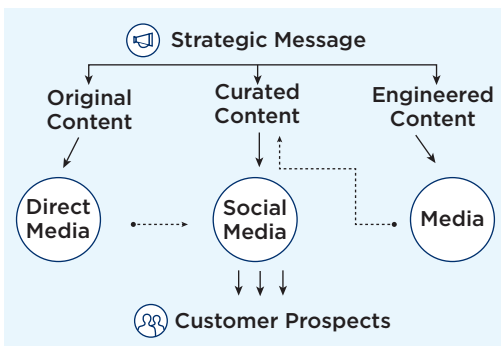 Strategic Message
Original
Content
Curated
Content
Engineered
Content
Direct
Media
Social
Media
Media
Customer Prospects